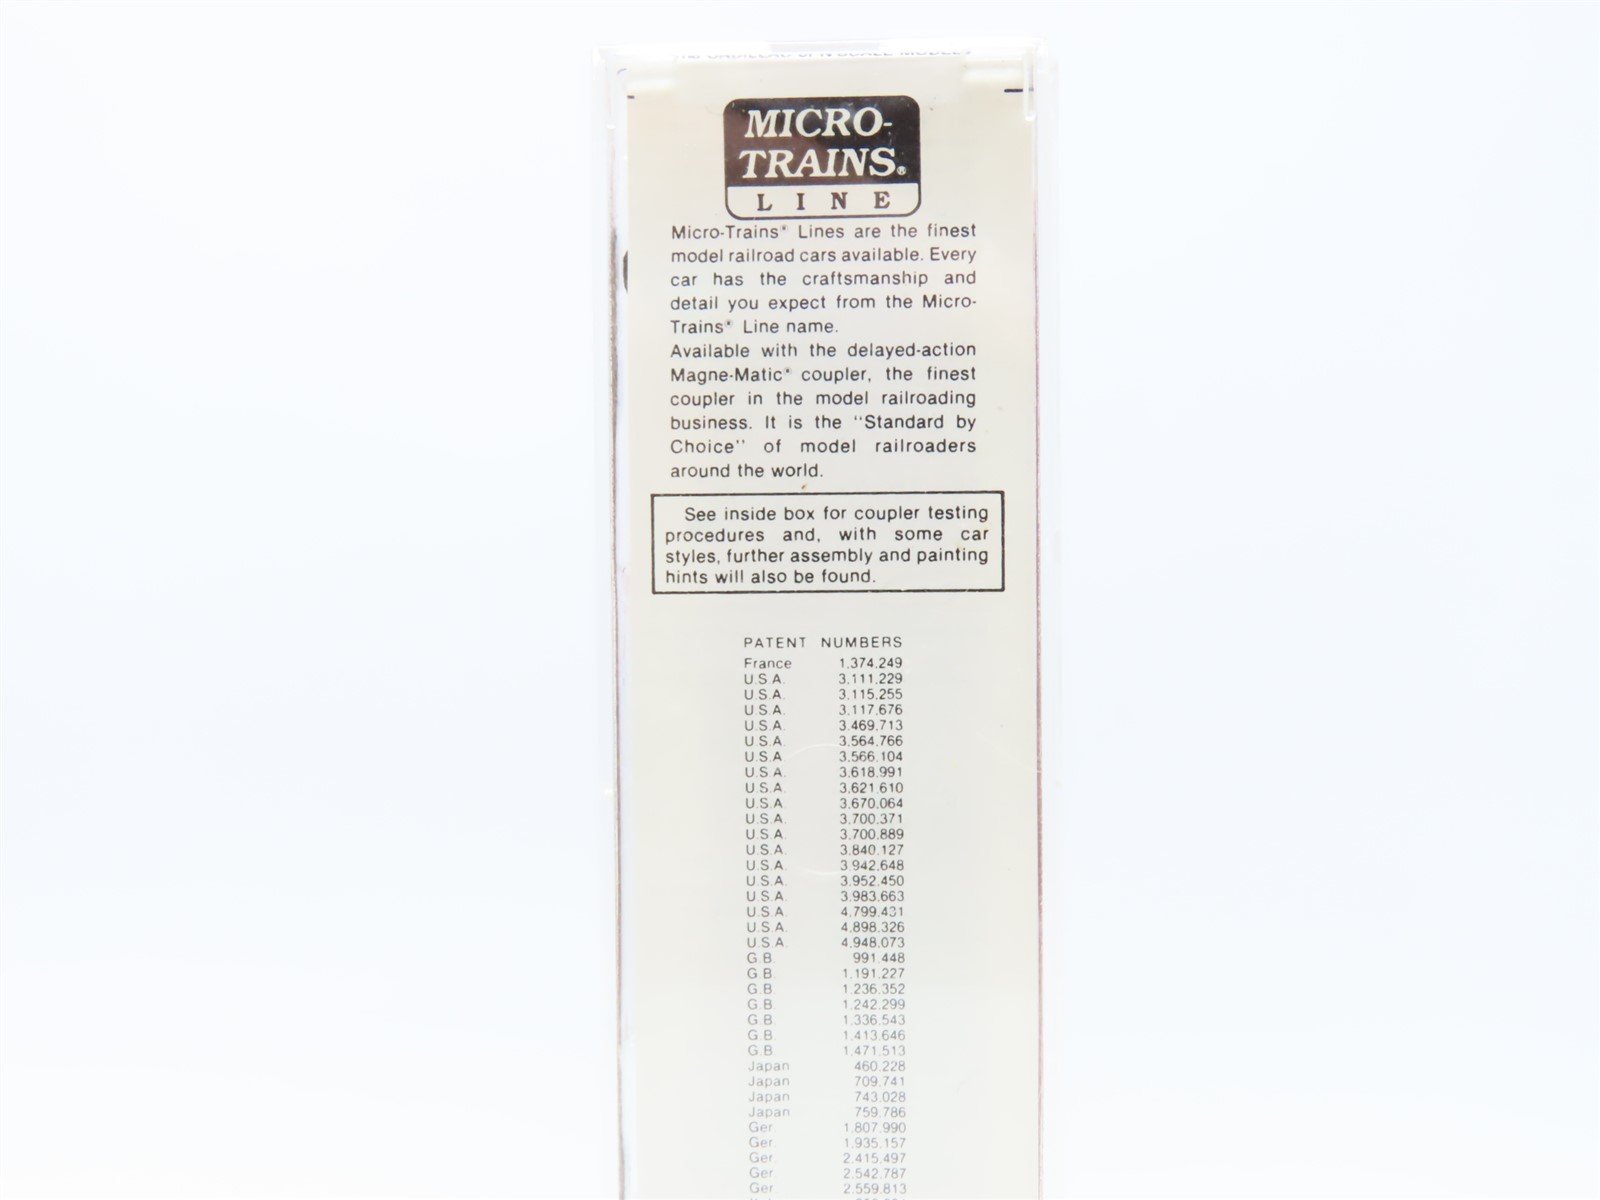 CADILLAC OF N SCALE MODELS
MICRO-
TRAINS®
LINE
Micro-Trains® Lines are the finest
model railroad cars available. Every
car has the craftsmanship and
detail you expect from the Micro-
Trains® Line name.
Available with the delayed-action
Magne-Matic® coupler, the finest
coupler in the model railroading
business. It is the "Standard by
Choice" of model railroaders
around the world.
See inside box for coupler testing
procedures and, with some car
styles, further assembly and painting
hints will also be found.
PATENT NUMBERS
France 1.374.249
U.S.A. 3.111.229
U.S.A. 3.115.255
U.S.A. 3.117.676
U.S.A. 3.469.713
U.S.A. 3.564.766
U.S.A. 3.566.104
U.S.A. 3.618.991
U.S.A. 3.621.610
U.S.A. 3.670.064
U.S.A. 3.700.371
U.S.A. 3.700.889
U.S.A. 3.840.127
U.S.A. 3.942.648
U.S.A. 3.952.450
U.S.A. 3.983.663
U.S.A. 4.799.431
U.S.A. 4.898.326
U.S.A. 4.948.073
G.B. 991.448
G.B. 1.191.227
G.B. 1.236.352
G.B. 1.242.299
G.B. 1.336.543
G.B. 1.413.646
G.B. 1.471.513
Japan 460.228
Japan 709.741
Japan 743.028
Japan 759.786
Ger. 1.807.990
Ger. 1.935.157
Ger. 2.415.497
Ger. 2.542.787
Ger. 2.559.813